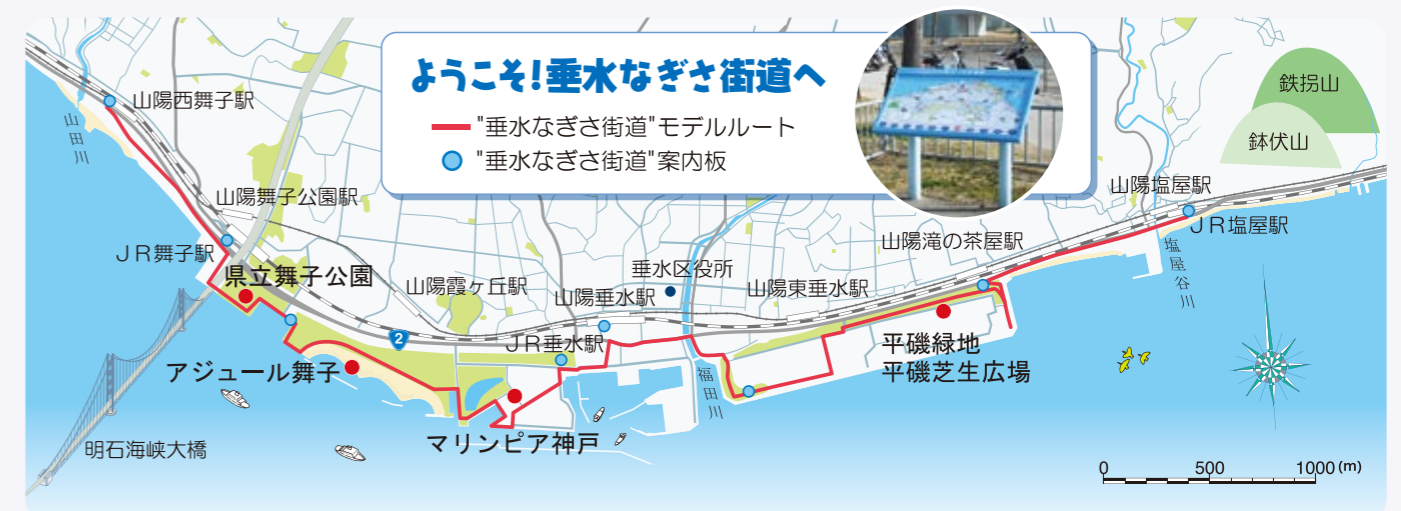 ようこそ!垂水なぎさ街道へ
"垂水なぎさ街道"モデルルート
"垂水なぎさ街道"案内板
鉄拐山
鉢伏山
山陽西舞子駅
山田川
山陽舞子公園駅
JR舞子駅
県立舞子公園
山陽霞ヶ丘駅
アジュール舞子
明石海峡大橋
2
垂水区役所
山陽垂水駅
JR垂水駅
マリンピア神戸
福田川
山陽東垂水駅
山陽滝の茶屋駅
平磯緑地
平磯芝生広場
山陽塩屋駅
JR塩屋駅
塩屋谷川
0 500 1000(m)